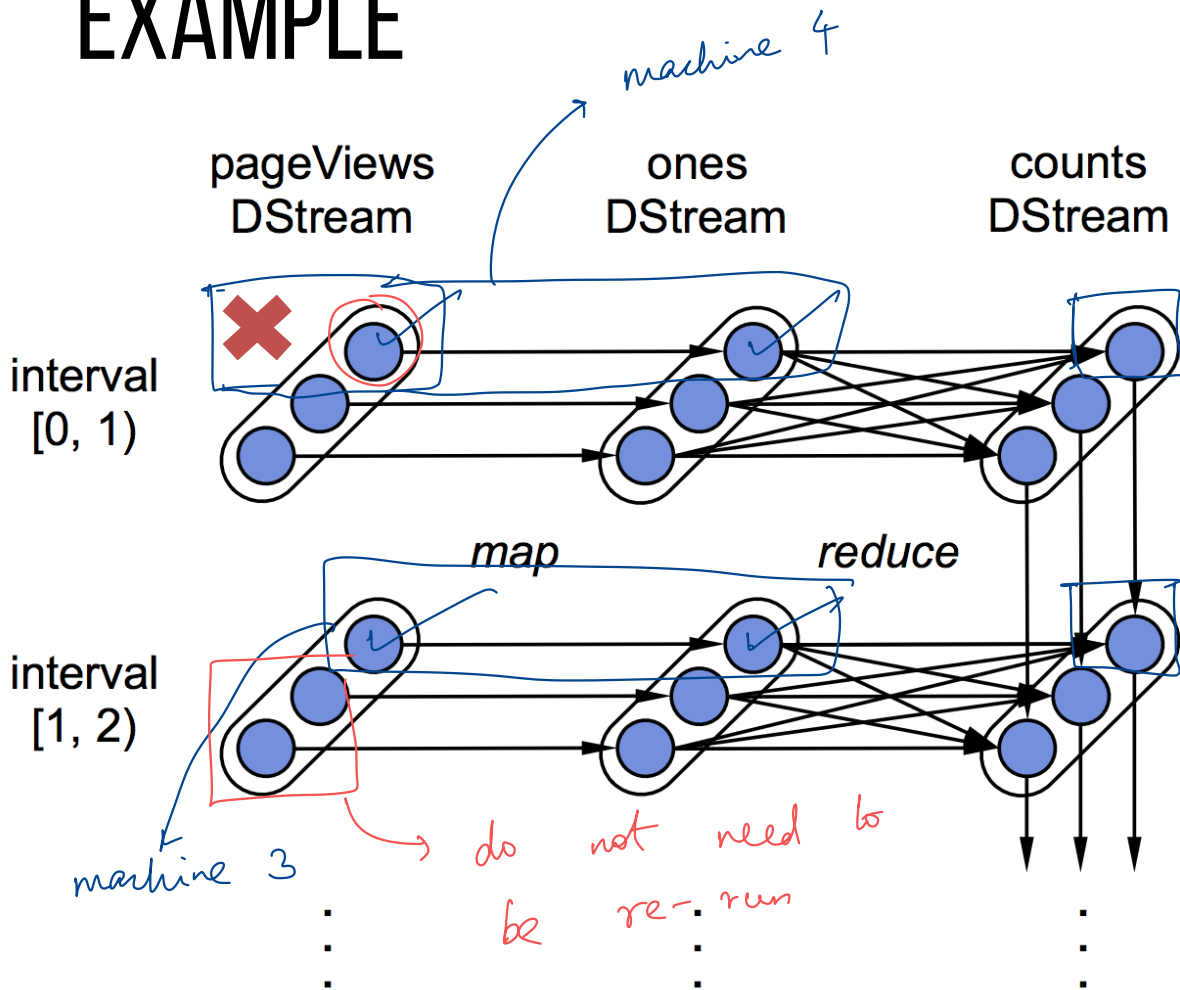 EXAMPLE
machine 4
pageViews
DStream
ones
DStream
counts
DStream
interval
[0, 1)
map
reduce
interval
[1, 2)
machine 3
do not need to
be re-run